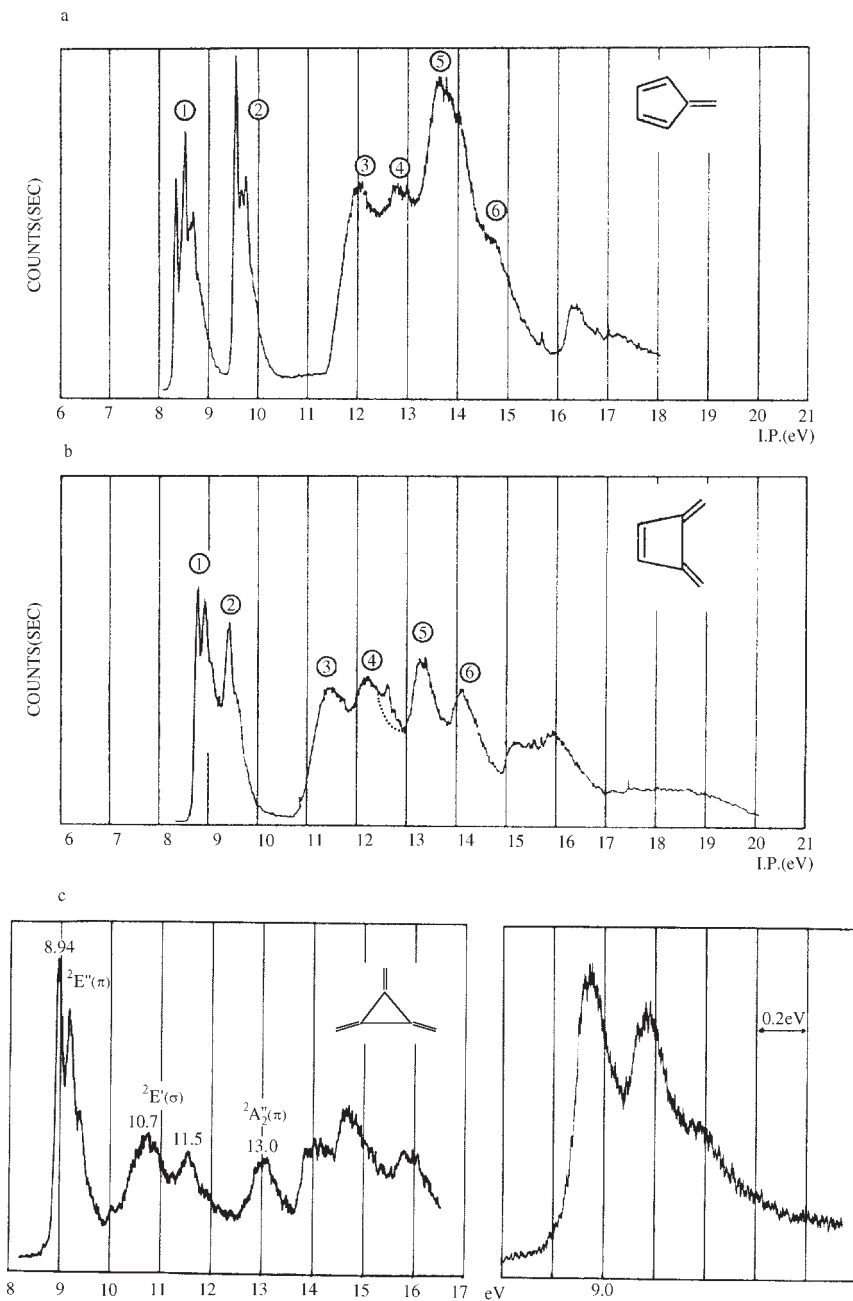 a
① ② ③ ④ ⑤ ⑥
COUNTS(SEC)
6 7 8 9 10 11 12 13 14 15 16 17 18 19 20 21
I.P.(eV)
b
① ② ③ ④ ⑤ ⑥
COUNTS(SEC)
6 7 8 9 10 11 12 13 14 15 16 17 18 19 20 21
I.P.(eV)
c
8.94
²E"(π)
²E'(σ)
10.7
11.5
²A₂"(π)
13.0
8 9 10 11 12 13 14 15 16 17
0.2eV
eV 9.0